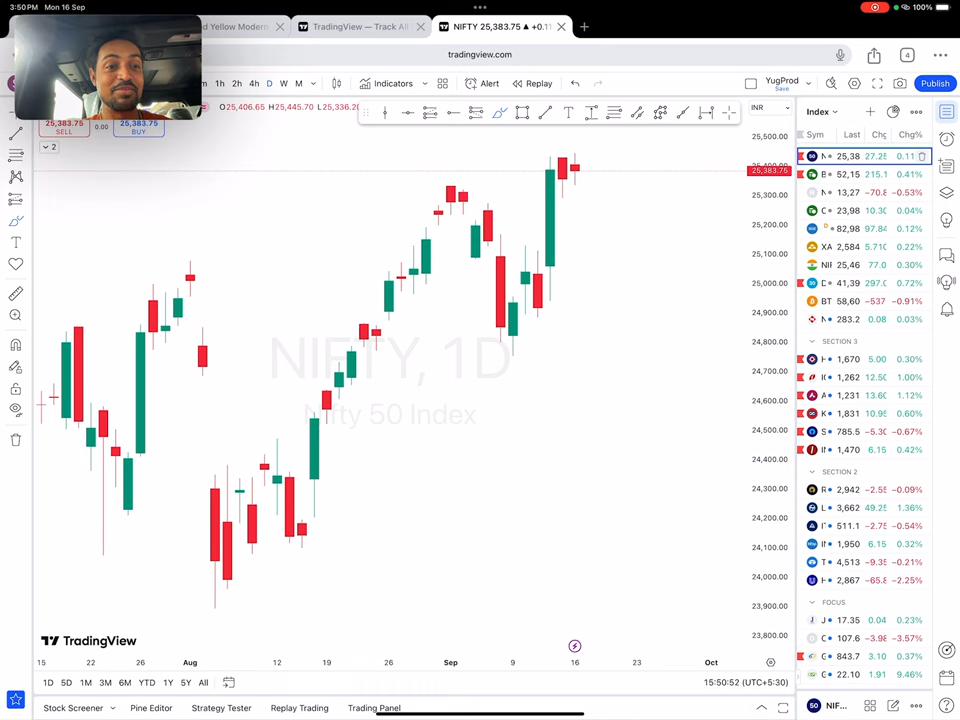 3:50PM Mon 16 Sep
100%
nd Yellow Modern
TradingView — Track All
NIFTY 25,383.75 ▲ +0.1
tradingview.com
4
1h 2h 4h D W M
Indicators
Alert
Replay
YugProd
Save
Publish
O25,406.65 H25,445.70 L25,336.2
25,383.75
SELL
0.00
25,383.75
BUY
2
INR
NIFTY, 1D
Nifty 50 Index
25,500.00
25,383.75
25,300.00
25,200.00
25,100.00
25,000.00
24,900.00
24,800.00
24,700.00
24,600.00
24,500.00
24,400.00
24,300.00
24,200.00
24,100.00
24,000.00
23,900.00
23,800.00
TradingView
15 22 26 Aug 12 19 26 Sep 9 16 23 Oct
1D 5D 1M 3M 6M YTD 1Y 5Y All
15:50:52 (UTC+5:30)
Stock Screener
Pine Editor
Strategy Tester
Replay Trading
Trading Panel
Index
Sym Last Chg Chg%
N 25,38 27.25 0.11
B 52,15 215.1 0.41%
N 13,27 −70.8 −0.53%
C 23,98 10.30 0.04%
82,98 97.84 0.12%
XA 2,584 5.710 0.22%
NIF 25,46 77.0 0.30%
D 41,39 297.0 0.72%
BT 58,60 −537 −0.91%
N 283.2 0.08 0.03%
SECTION 3
H 1,670 5.00 0.30%
IC 1,262 12.50 1.00%
A 1,231 13.60 1.12%
K 1,831 10.95 0.60%
S 785.5 −5.30 −0.67%
IN 1,470 6.15 0.42%
SECTION 2
R 2,942 −2.55 −0.09%
L 3,662 49.25 1.36%
IT 511.1 −2.75 −0.54%
IN 1,950 6.15 0.32%
T 4,513 −9.35 −0.21%
H 2,867 −65.8 −2.25%
FOCUS
J 17.35 0.04 0.23%
C 107.6 −3.98 −3.57%
G 843.7 3.10 0.37%
G 22.10 1.91 9.46%
NIF...